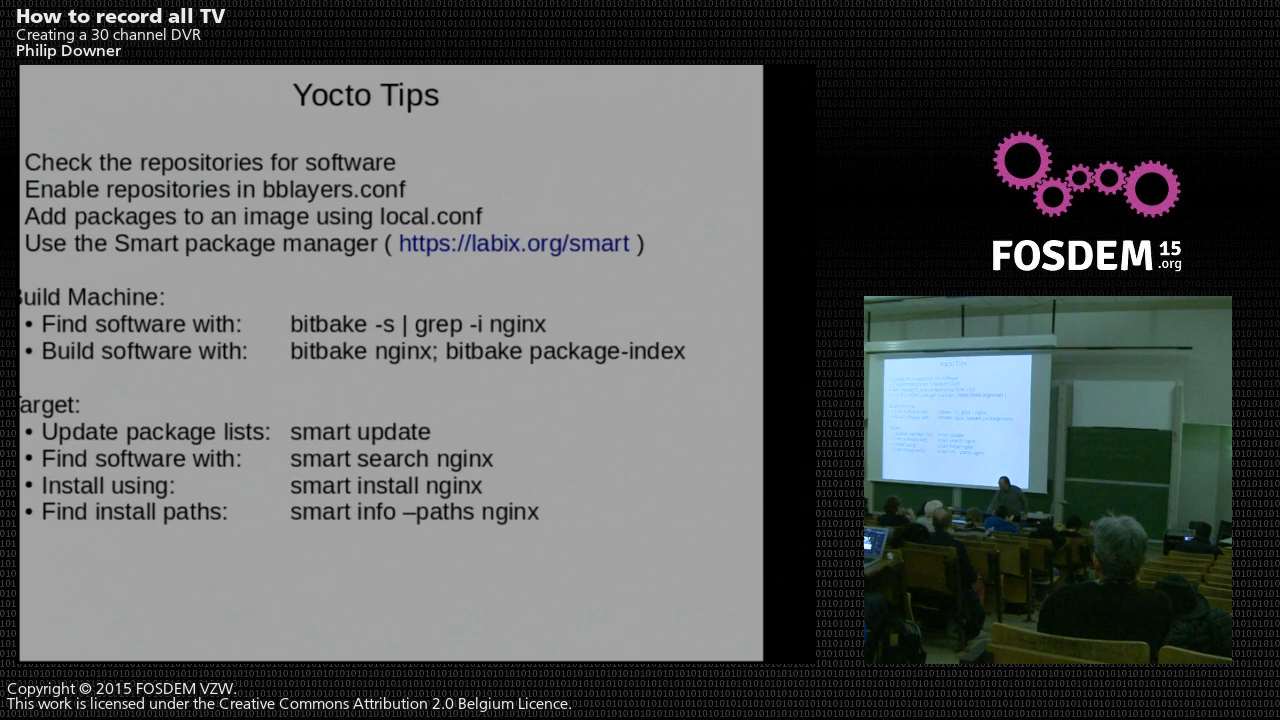 How to record all TV
Creating a 30 channel DVR
Philip Downer
Yocto Tips
Check the repositories for software
Enable repositories in bblayers.conf
Add packages to an image using local.conf
Use the Smart package manager ( https://labix.org/smart )
Build Machine:
• Find software with: bitbake -s | grep -i nginx
• Build software with: bitbake nginx; bitbake package-index
Target:
• Update package lists: smart update
• Find software with: smart search nginx
• Install using: smart install nginx
• Find install paths: smart info –paths nginx
FOSDEM 15
.org
Copyright © 2015 FOSDEM VZW.
This work is licensed under the Creative Commons Attribution 2.0 Belgium Licence.